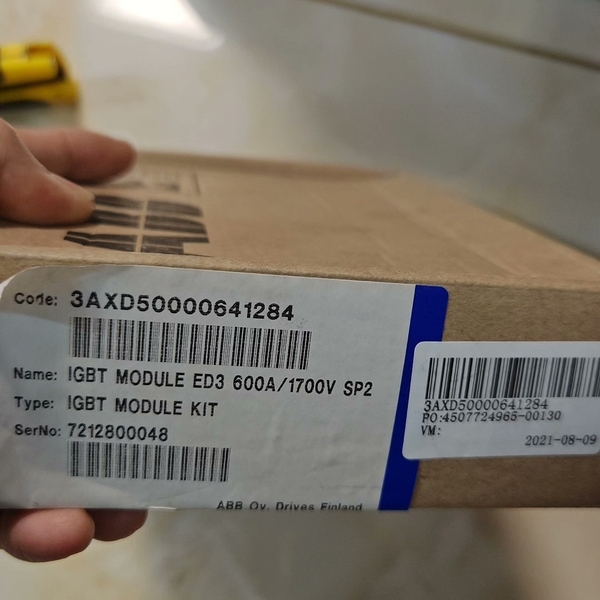 Code: 3AXD50000641284
Name: IGBT MODULE ED3 600A/1700V SP2
Type: IGBT MODULE KIT
SerNo: 7212800048
ABB Oy, Drives Finland
3AXD50000641284
PO:4507724965-00130
VM:
2021-08-09